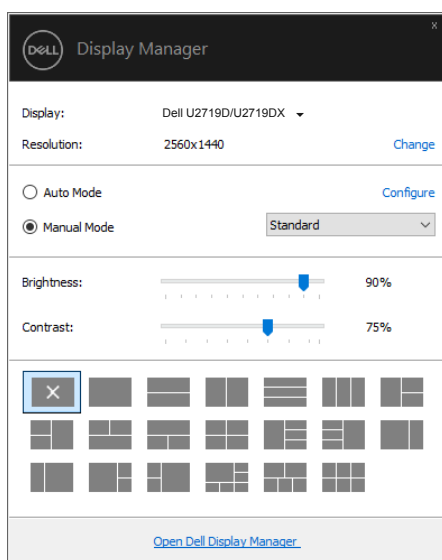 x
DELL Display Manager
Display: Dell U2719D/U2719DX
Resolution: 2560x1440 Change
Auto Mode Configure
Manual Mode Standard
Brightness: 90%
Contrast: 75%
Open Dell Display Manager